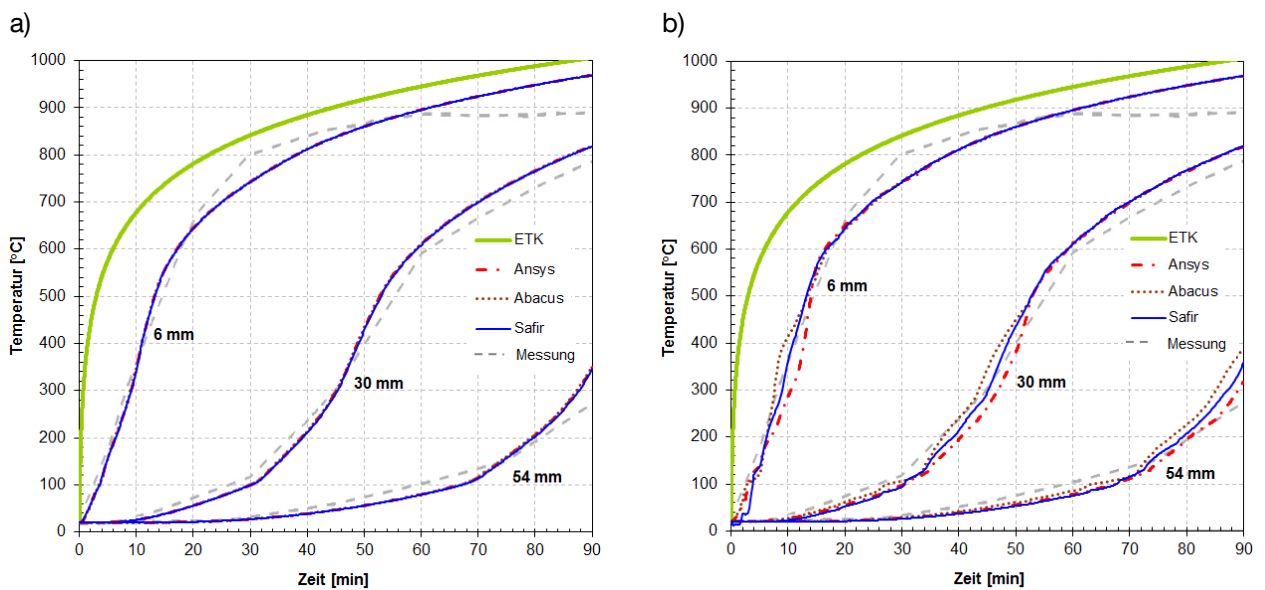 a)
Temperatur [°C]
1000
900
800
700
600
500
400
300
200
100
0
0 10 20 30 40 50 60 70 80 90
Zeit [min]
ETK
Ansys
Abacus
Safir
Messung
6 mm
30 mm
54 mm
b)
Temperatur [°C]
1000
900
800
700
600
500
400
300
200
100
0
0 10 20 30 40 50 60 70 80 90
Zeit [min]
ETK
Ansys
Abacus
Safir
Messung
6 mm
30 mm
54 mm